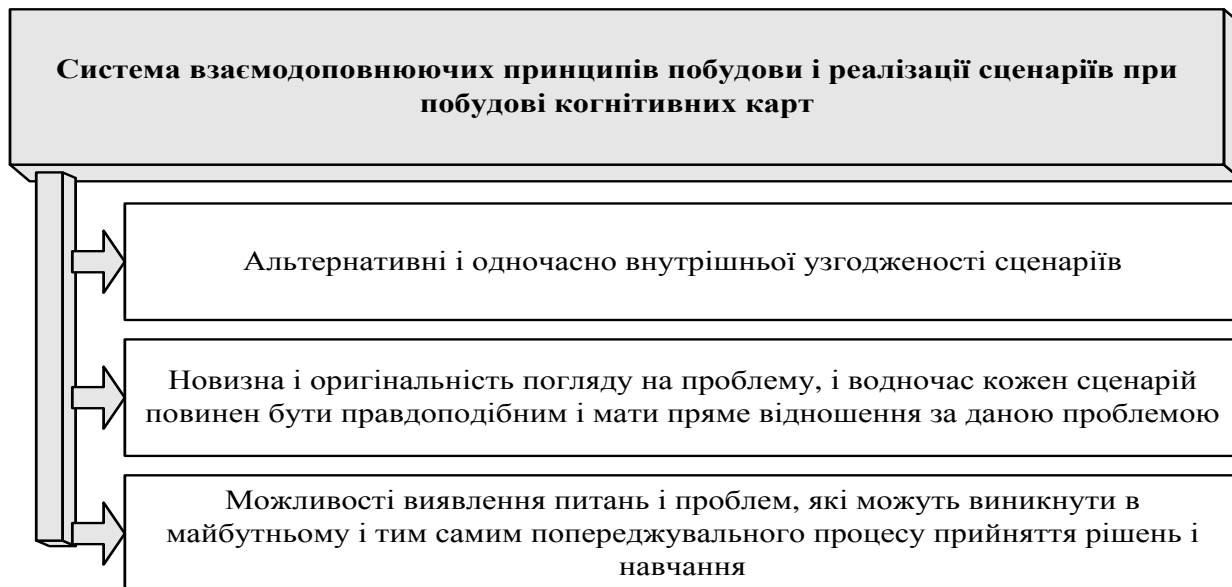 Система взаємодоповнюючих принципів побудови і реалізації сценаріїв при
побудові когнітивних карт
Альтернативні і одночасно внутрішньої узгодженості сценаріїв
Новизна і оригінальність погляду на проблему, і водночас кожен сценарій
повинен бути правдоподібним і мати пряме відношення за даною проблемою
Можливості виявлення питань і проблем, які можуть виникнути в
майбутньому і тим самим попереджувального процесу прийняття рішень і
навчання